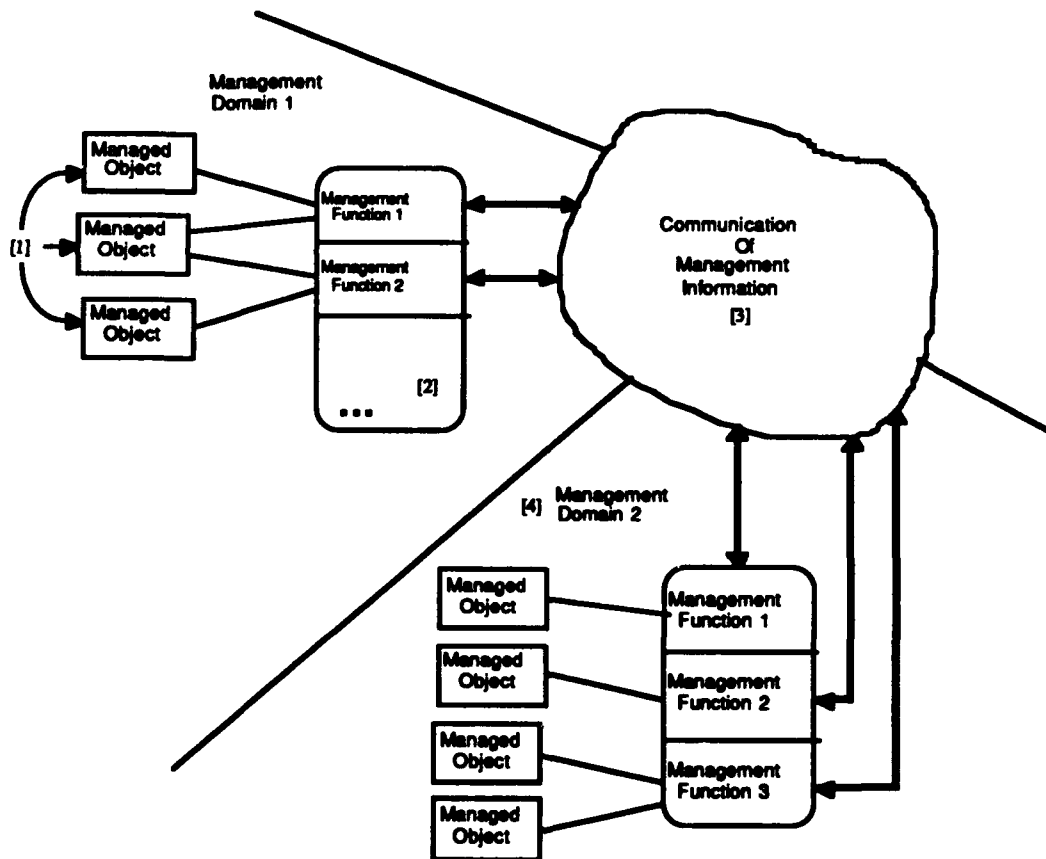 Management
Domain 1
Managed
Object
Managed
Object
Managed
Object
[1]
Management
Function 1
Management
Function 2
[2]
...
Communication
Of
Management
Information
[3]
[4] Management
Domain 2
Managed
Object
Managed
Object
Managed
Object
Managed
Object
Management
Function 1
Management
Function 2
Management
Function 3